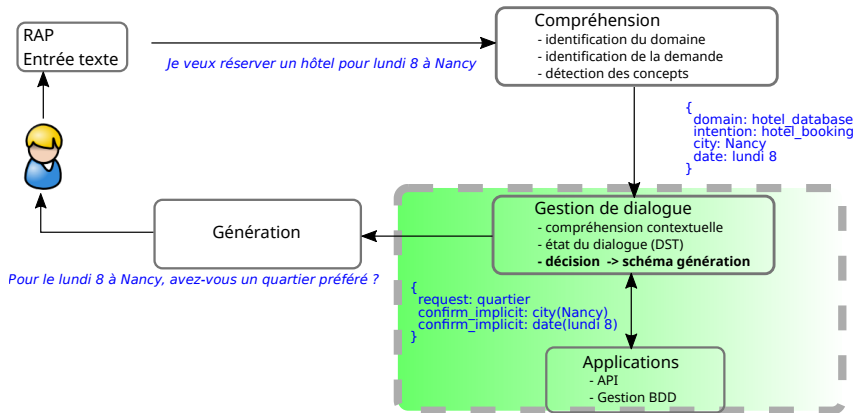 RAP
Entrée texte
Je veux réserver un hôtel pour lundi 8 à Nancy
Compréhension
- identification du domaine
- identification de la demande
- détection des concepts
{
domain: hotel_database
intention: hotel_booking
city: Nancy
date: lundi 8
}
Gestion de dialogue
- compréhension contextuelle
- état du dialogue (DST)
- décision -> schéma génération
Génération
Pour le lundi 8 à Nancy, avez-vous un quartier préféré ?
{
request: quartier
confirm_implicit: city(Nancy)
confirm_implicit: date(lundi 8)
}
Applications
- API
- Gestion BDD